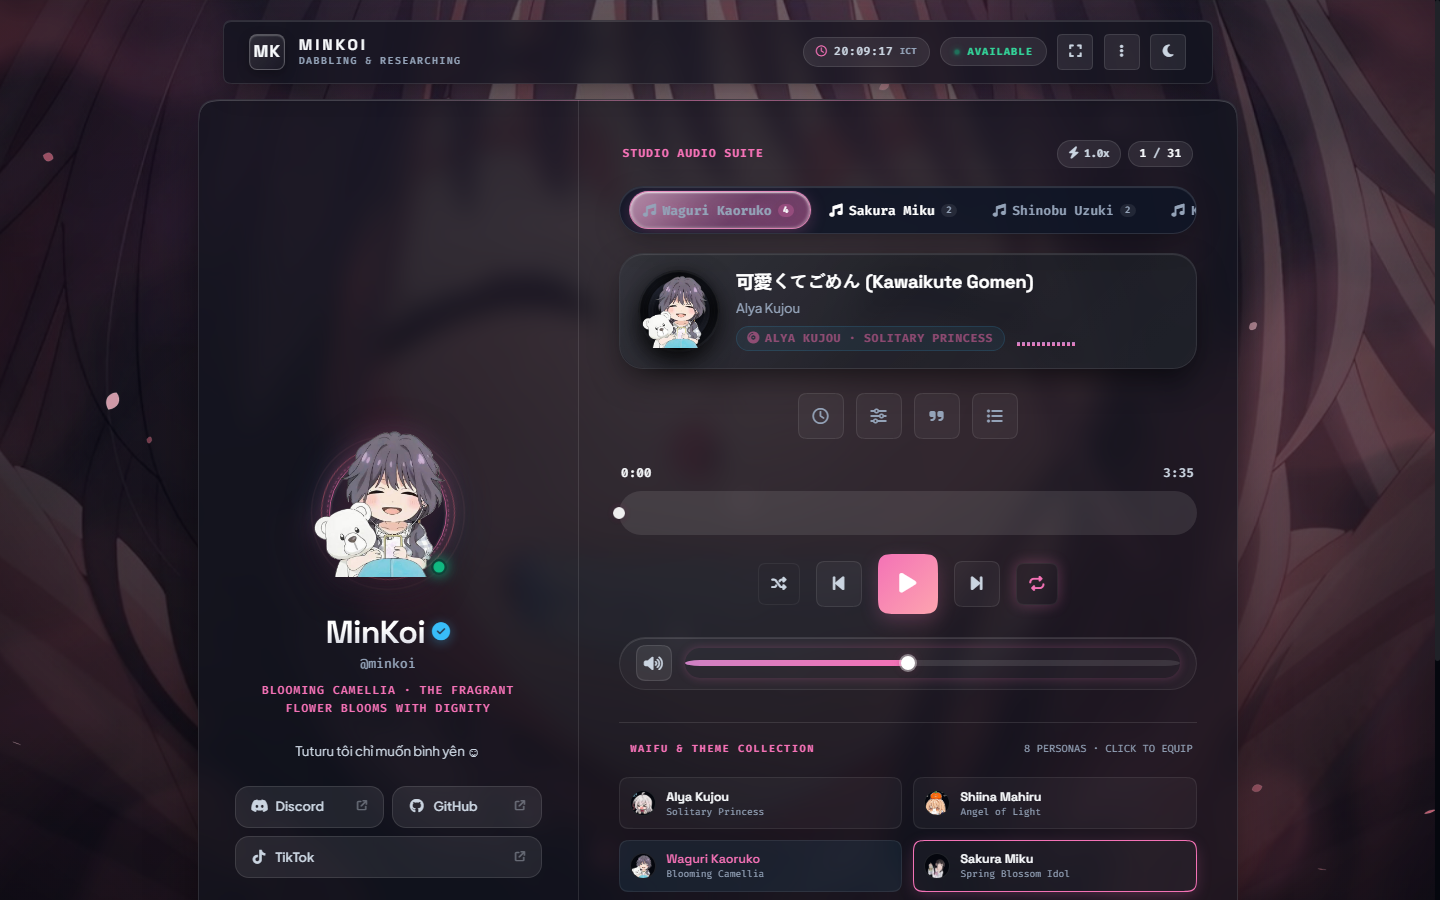 MK
MINKOI
DABBLING & RESEARCHING
20:09:17 ICT
AVAILABLE
MinKoi
@minkoi
BLOOMING CAMELLIA · THE FRAGRANT
FLOWER BLOOMS WITH DIGNITY
Tuturu tôi chỉ muốn bình yên
Discord
GitHub
TikTok
STUDIO AUDIO SUITE
1.0x
1 / 31
Waguri Kaoruko 4
Sakura Miku 2
Shinobu Uzuki 2
可愛くてごめん (Kawaikute Gomen)
Alya Kujou
ALYA KUJOU · SOLITARY PRINCESS
0:00
3:35
WAIFU & THEME COLLECTION
8 PERSONAS · CLICK TO EQUIP
Alya Kujou
Solitary Princess
Shiina Mahiru
Angel of Light
Waguri Kaoruko
Blooming Camellia
Sakura Miku
Spring Blossom Idol